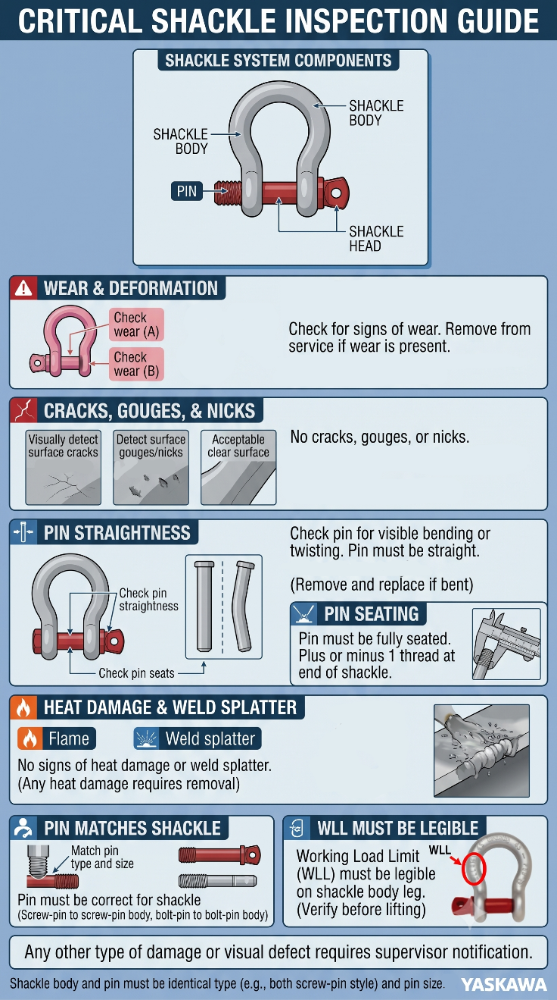 CRITICAL SHACKLE INSPECTION GUIDE
SHACKLE SYSTEM COMPONENTS
SHACKLE
BODY
SHACKLE
BODY
PIN
SHACKLE
HEAD
WEAR & DEFORMATION
Check
wear (A)
Check
wear (B)
Check for signs of wear. Remove from
service if wear is present.
CRACKS, GOUGES, & NICKS
Visually detect
surface cracks
Detect surface
gouges/nicks
Acceptable
clear surface
No cracks, gouges, or nicks.
PIN STRAIGHTNESS
Check pin
straightness
Check pin seats
Check pin for visible bending or
twisting. Pin must be straight.
(Remove and replace if bent)
PIN SEATING
Pin must be fully seated.
Plus or minus 1 thread at
end of shackle.
HEAT DAMAGE & WELD SPLATTER
Flame
Weld splatter
No signs of heat damage or weld splatter.
(Any heat damage requires removal)
PIN MATCHES SHACKLE
Match pin
type and size
Pin must be correct for shackle
(Screw-pin to screw-pin body, bolt-pin to bolt-pin body)
WLL MUST BE LEGIBLE
Working Load Limit
(WLL) must be legible
on shackle body leg.
(Verify before lifting)
WLL
Any other type of damage or visual defect requires supervisor notification.
Shackle body and pin must be identical type (e.g., both screw-pin style) and pin size.
YASKAWA